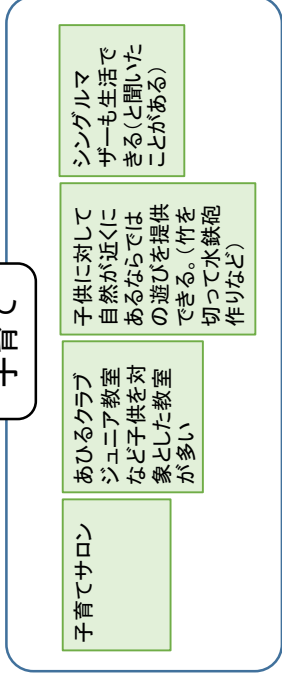 子育て
子育てサロン
あひるクラブ
ジュニア教室
など子供を対
象とした教室
が多い
子供に対して
自然が近くに
あるならでは
の遊びを提供
できる。（竹を
切って水鉄砲
作りなど）
シングルマ
ザーも生活で
きる（と聞いた
ことがある）